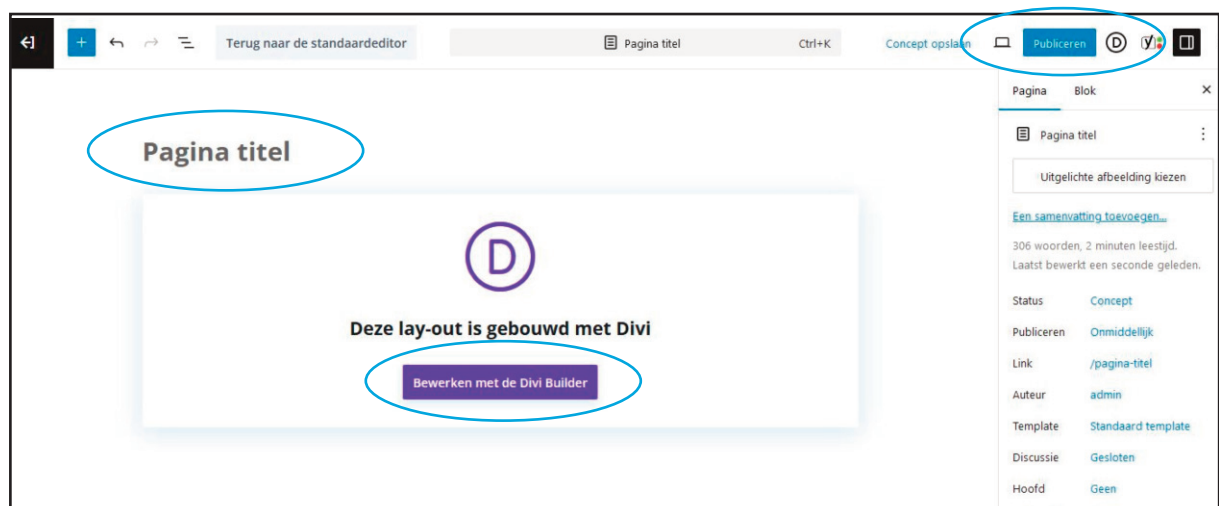 Terug naar de standaardeditor
Pagina titel
Ctrl+K
Concept opslaan
Publiceren
D
Pagina Blok
Pagina titel
Pagina titel
Uitgelichte afbeelding kiezen
Een samenvatting toevoegen...
306 woorden, 2 minuten leestijd.
Laatst bewerkt een seconde geleden.
D
Deze lay-out is gebouwd met Divi
Bewerken met de Divi Builder
Status Concept
Publiceren Onmiddellijk
Link /pagina-titel
Auteur admin
Template Standaard template
Discussie Gesloten
Hoofd Geen